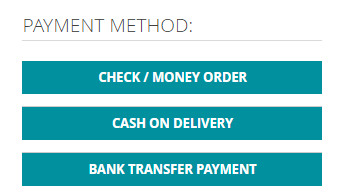 PAYMENT METHOD:
CHECK / MONEY ORDER
CASH ON DELIVERY
BANK TRANSFER PAYMENT